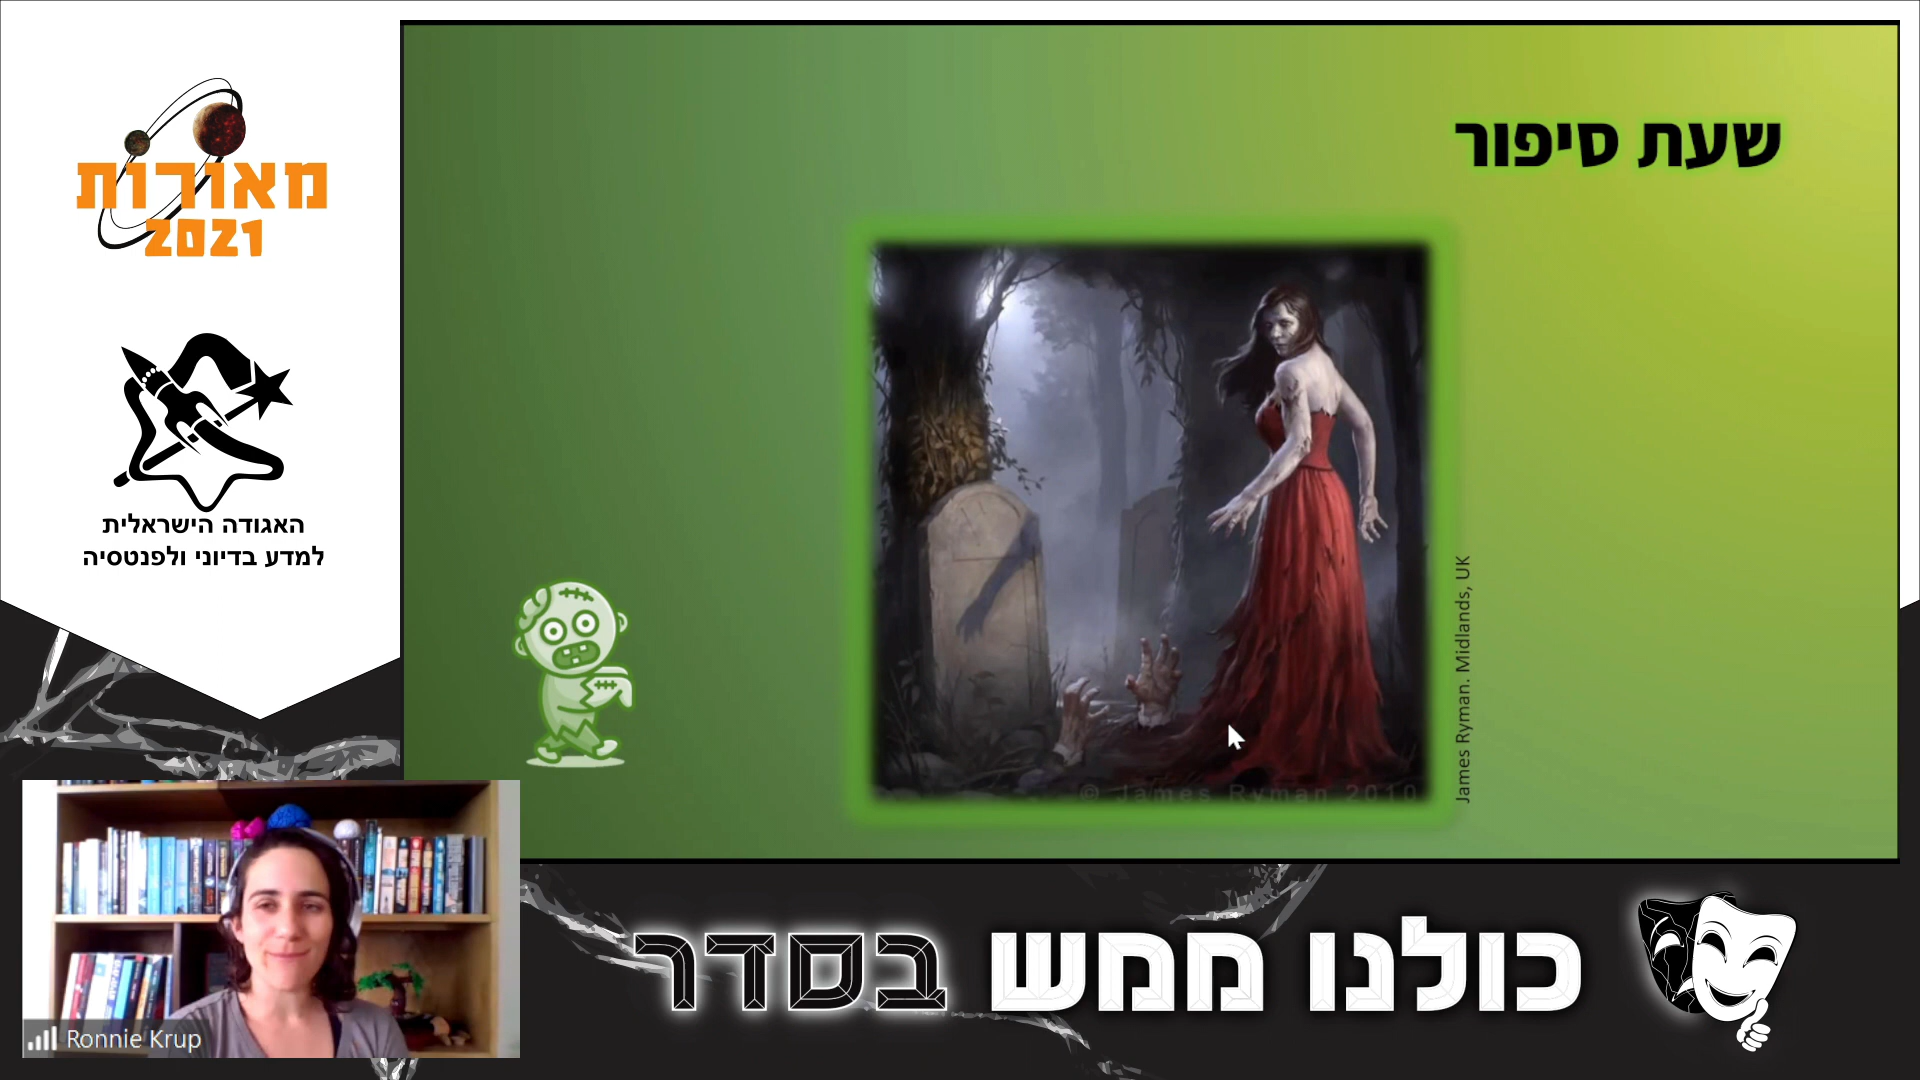 מאורות
2021
האגודה הישראלית
למדע בדיוני ולפנטסיה
שעת סיפור
James Ryman. Midlands, UK
© James Ryman 2010
Ronnie Krup
כולנו ממש בסדר